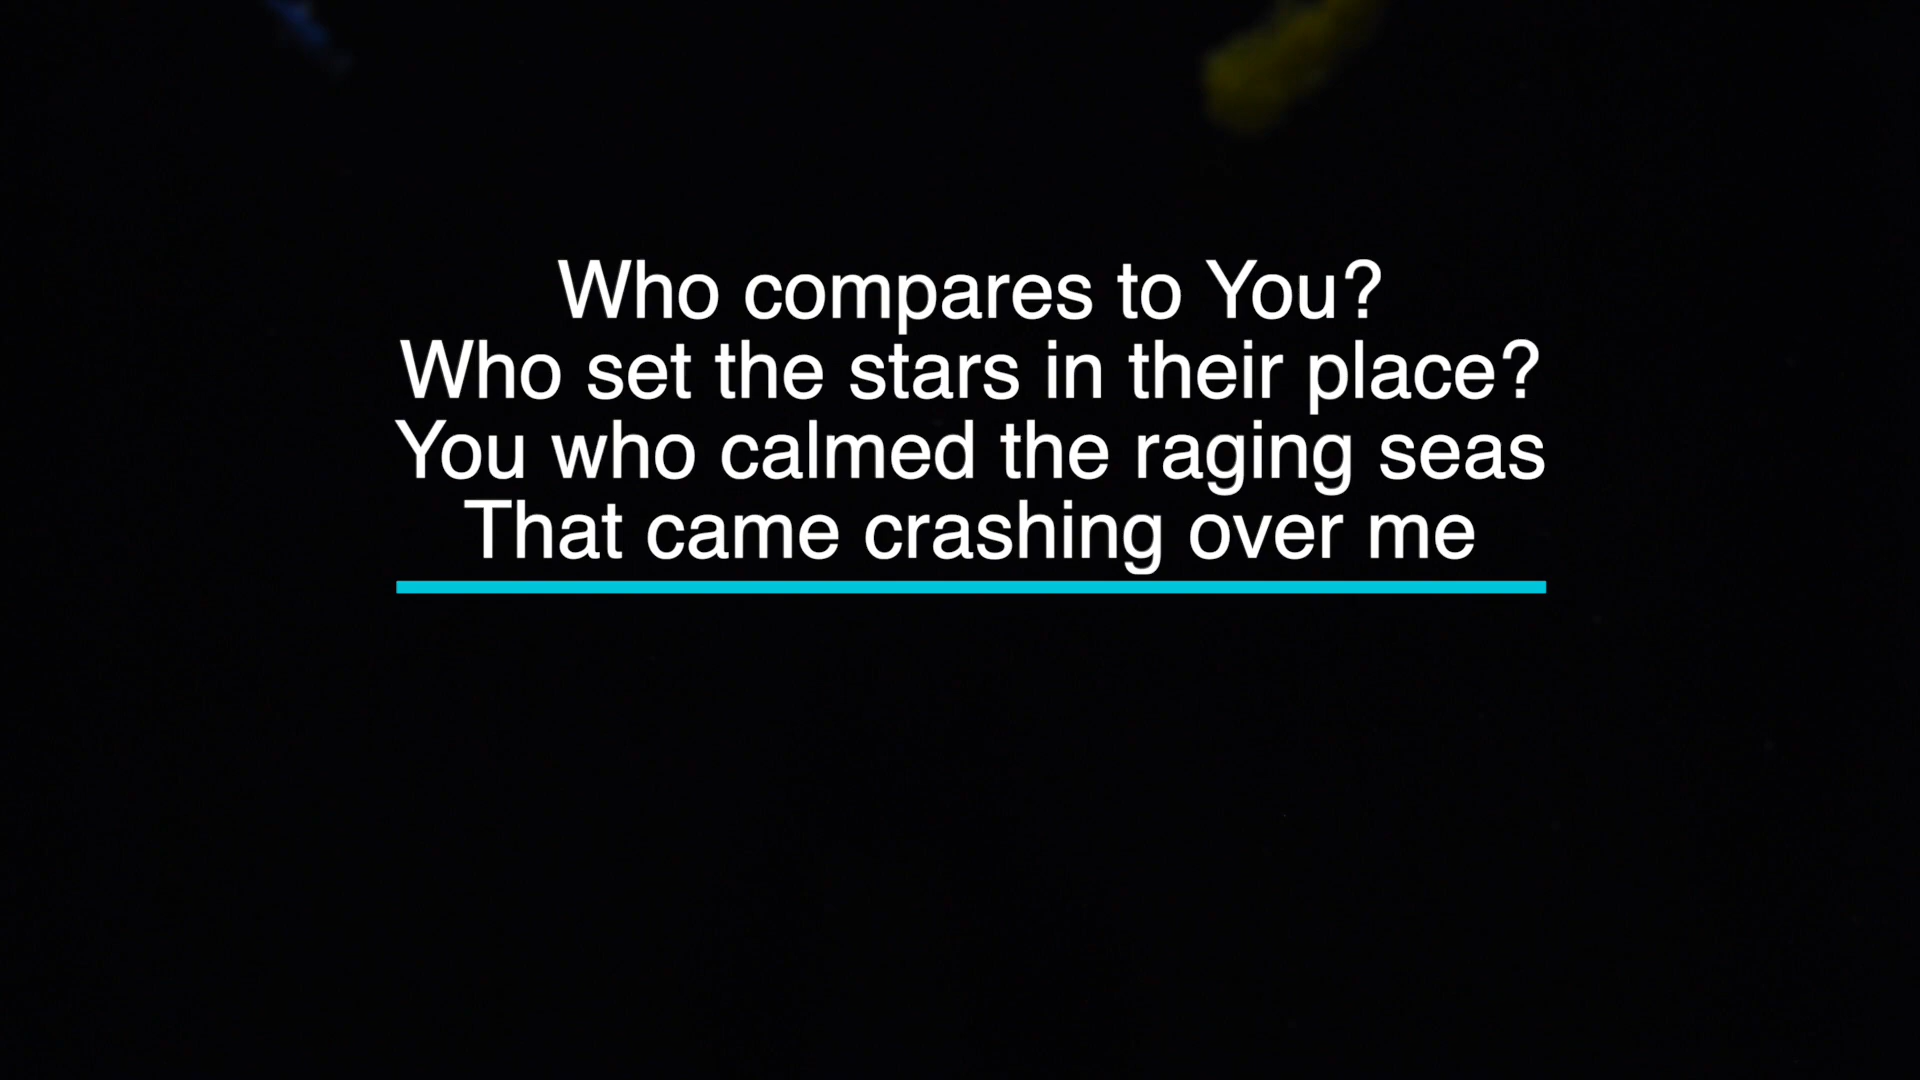 Who compares to You?
Who set the stars in their place?
You who calmed the raging seas
That came crashing over me